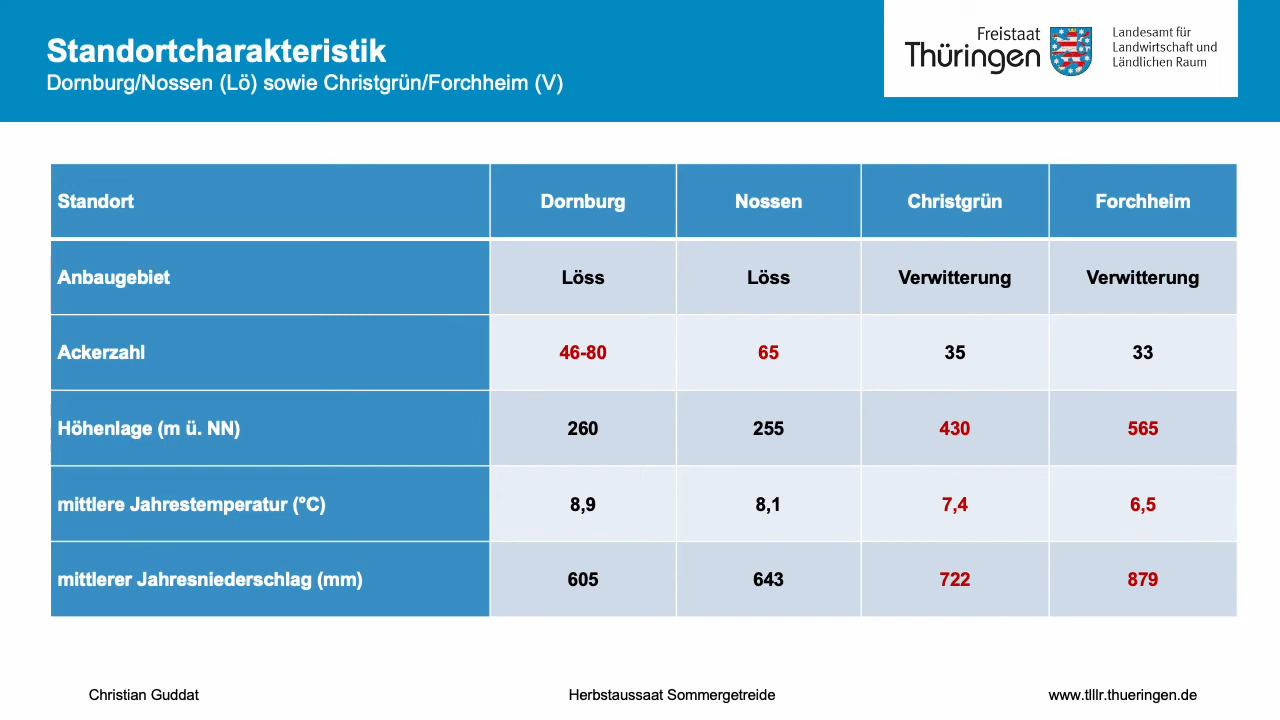 Standortcharakteristik
Dornburg/Nossen (Lö) sowie Christgrün/Forchheim (V)
Freistaat
Thüringen
Landesamt für
Landwirtschaft und
Ländlichen Raum
Standort Dornburg Nossen Christgrün Forchheim
Anbaugebiet Löss Löss Verwitterung Verwitterung
Ackerzahl 46-80 65 35 33
Höhenlage (m ü. NN) 260 255 430 565
mittlere Jahrestemperatur (°C) 8,9 8,1 7,4 6,5
mittlerer Jahresniederschlag (mm) 605 643 722 879
Christian Guddat Herbstaussaat Sommergetreide www.tlllr.thueringen.de